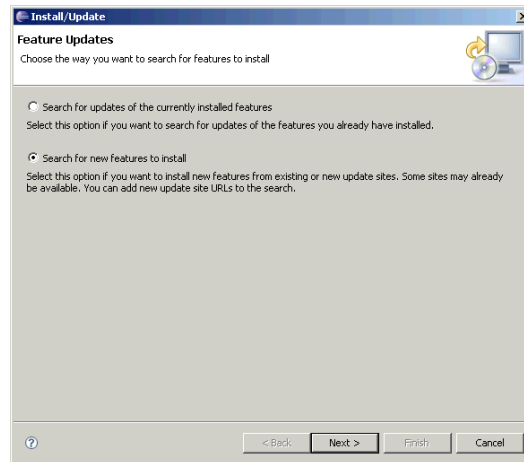 Install/Update
Feature Updates
Choose the way you want to search for features to install
Search for updates of the currently installed features
Select this option if you want to search for updates of the features you already have installed.
Search for new features to install
Select this option if you want to install new features from existing or new update sites. Some sites may already
be available. You can add new update site URLs to the search.
< Back
Next >
Finish
Cancel